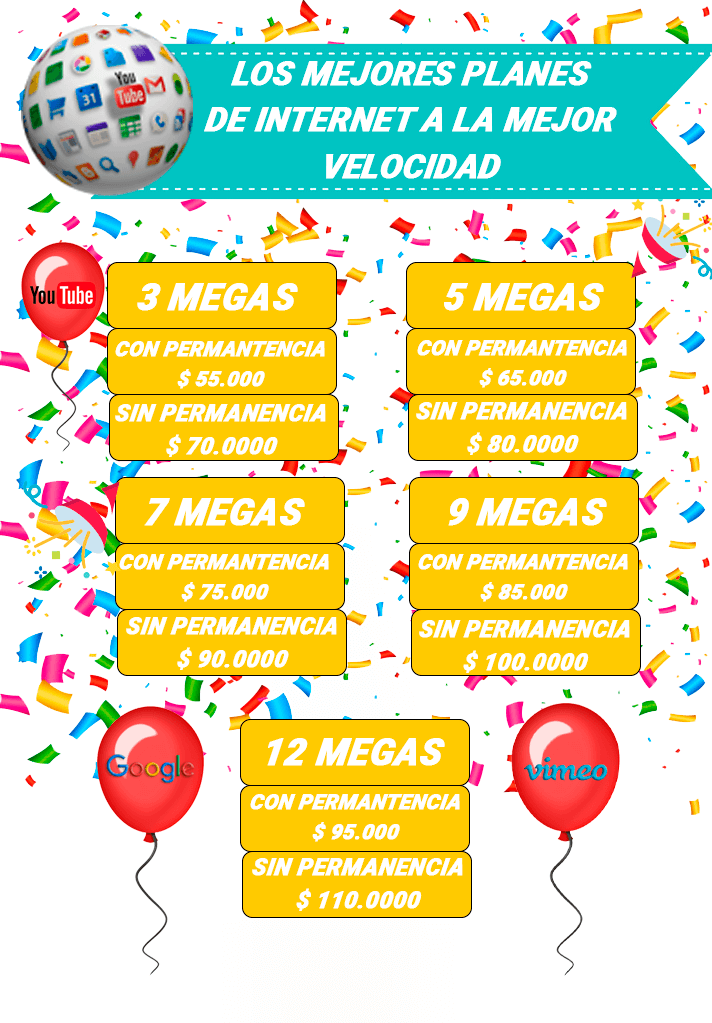 LOS MEJORES PLANES
DE INTERNET A LA MEJOR
VELOCIDAD
You
Tube
31
YouTube
3 MEGAS
CON PERMANTENCIA
$ 55.000
SIN PERMANENCIA
$ 70.0000
5 MEGAS
CON PERMANTENCIA
$ 65.000
SIN PERMANENCIA
$ 80.0000
7 MEGAS
CON PERMANTENCIA
$ 75.000
SIN PERMANENCIA
$ 90.0000
9 MEGAS
CON PERMANTENCIA
$ 85.000
SIN PERMANENCIA
$ 100.0000
Google
vimeo
12 MEGAS
CON PERMANTENCIA
$ 95.000
SIN PERMANENCIA
$ 110.0000